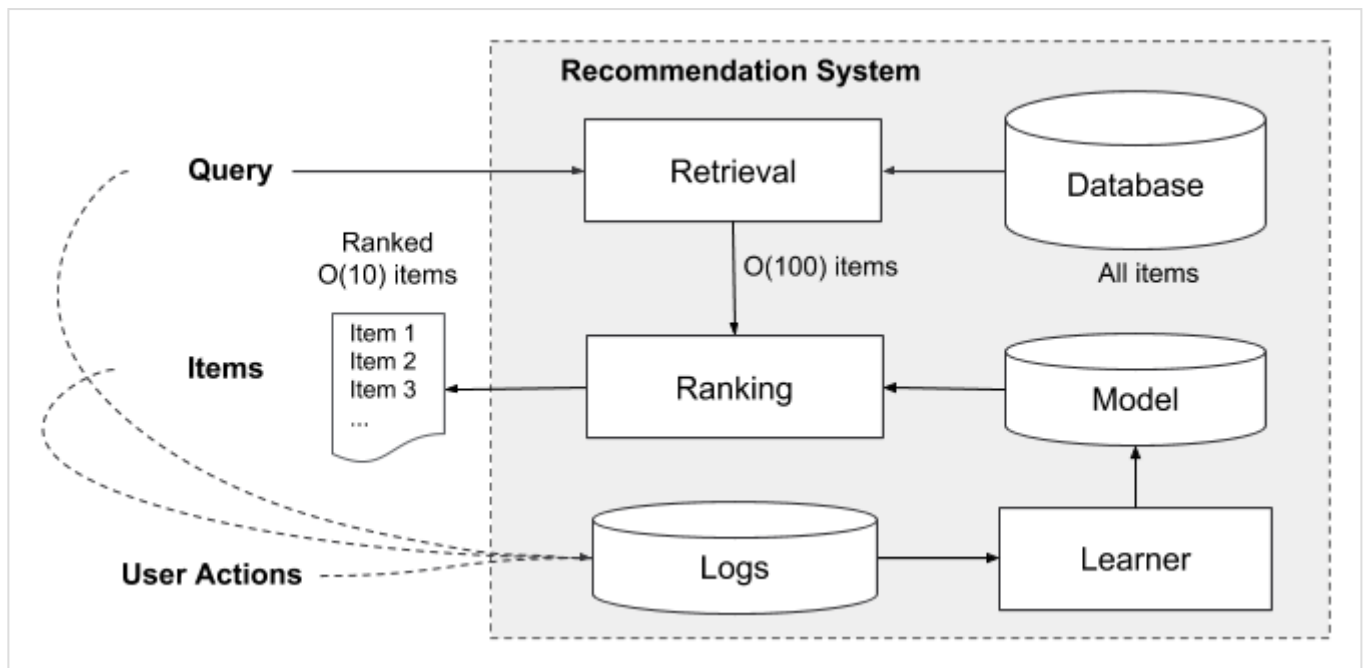 Recommendation System
Query
Retrieval
Database
Ranked
O(10) items
O(100) items
All items
Items
Item 1
Item 2
Item 3
...
Ranking
Model
User Actions
Logs
Learner